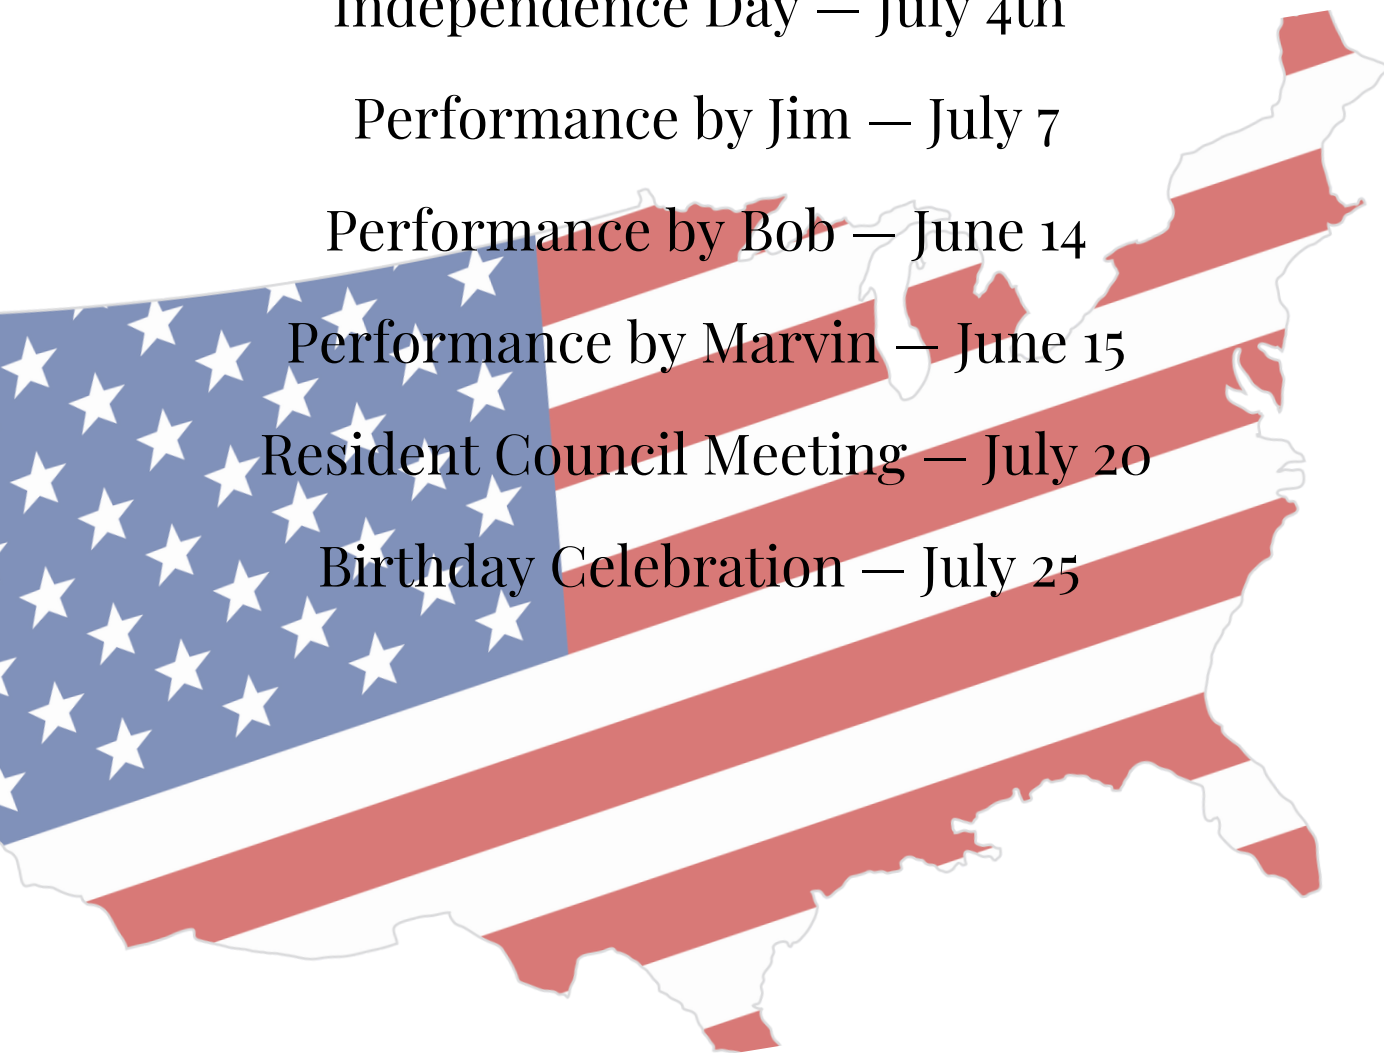 Independence Day — July 4th
Performance by Jim — July 7
Performance by Bob — June 14
Performance by Marvin — June 15
Resident Council Meeting — July 20
Birthday Celebration — July 25